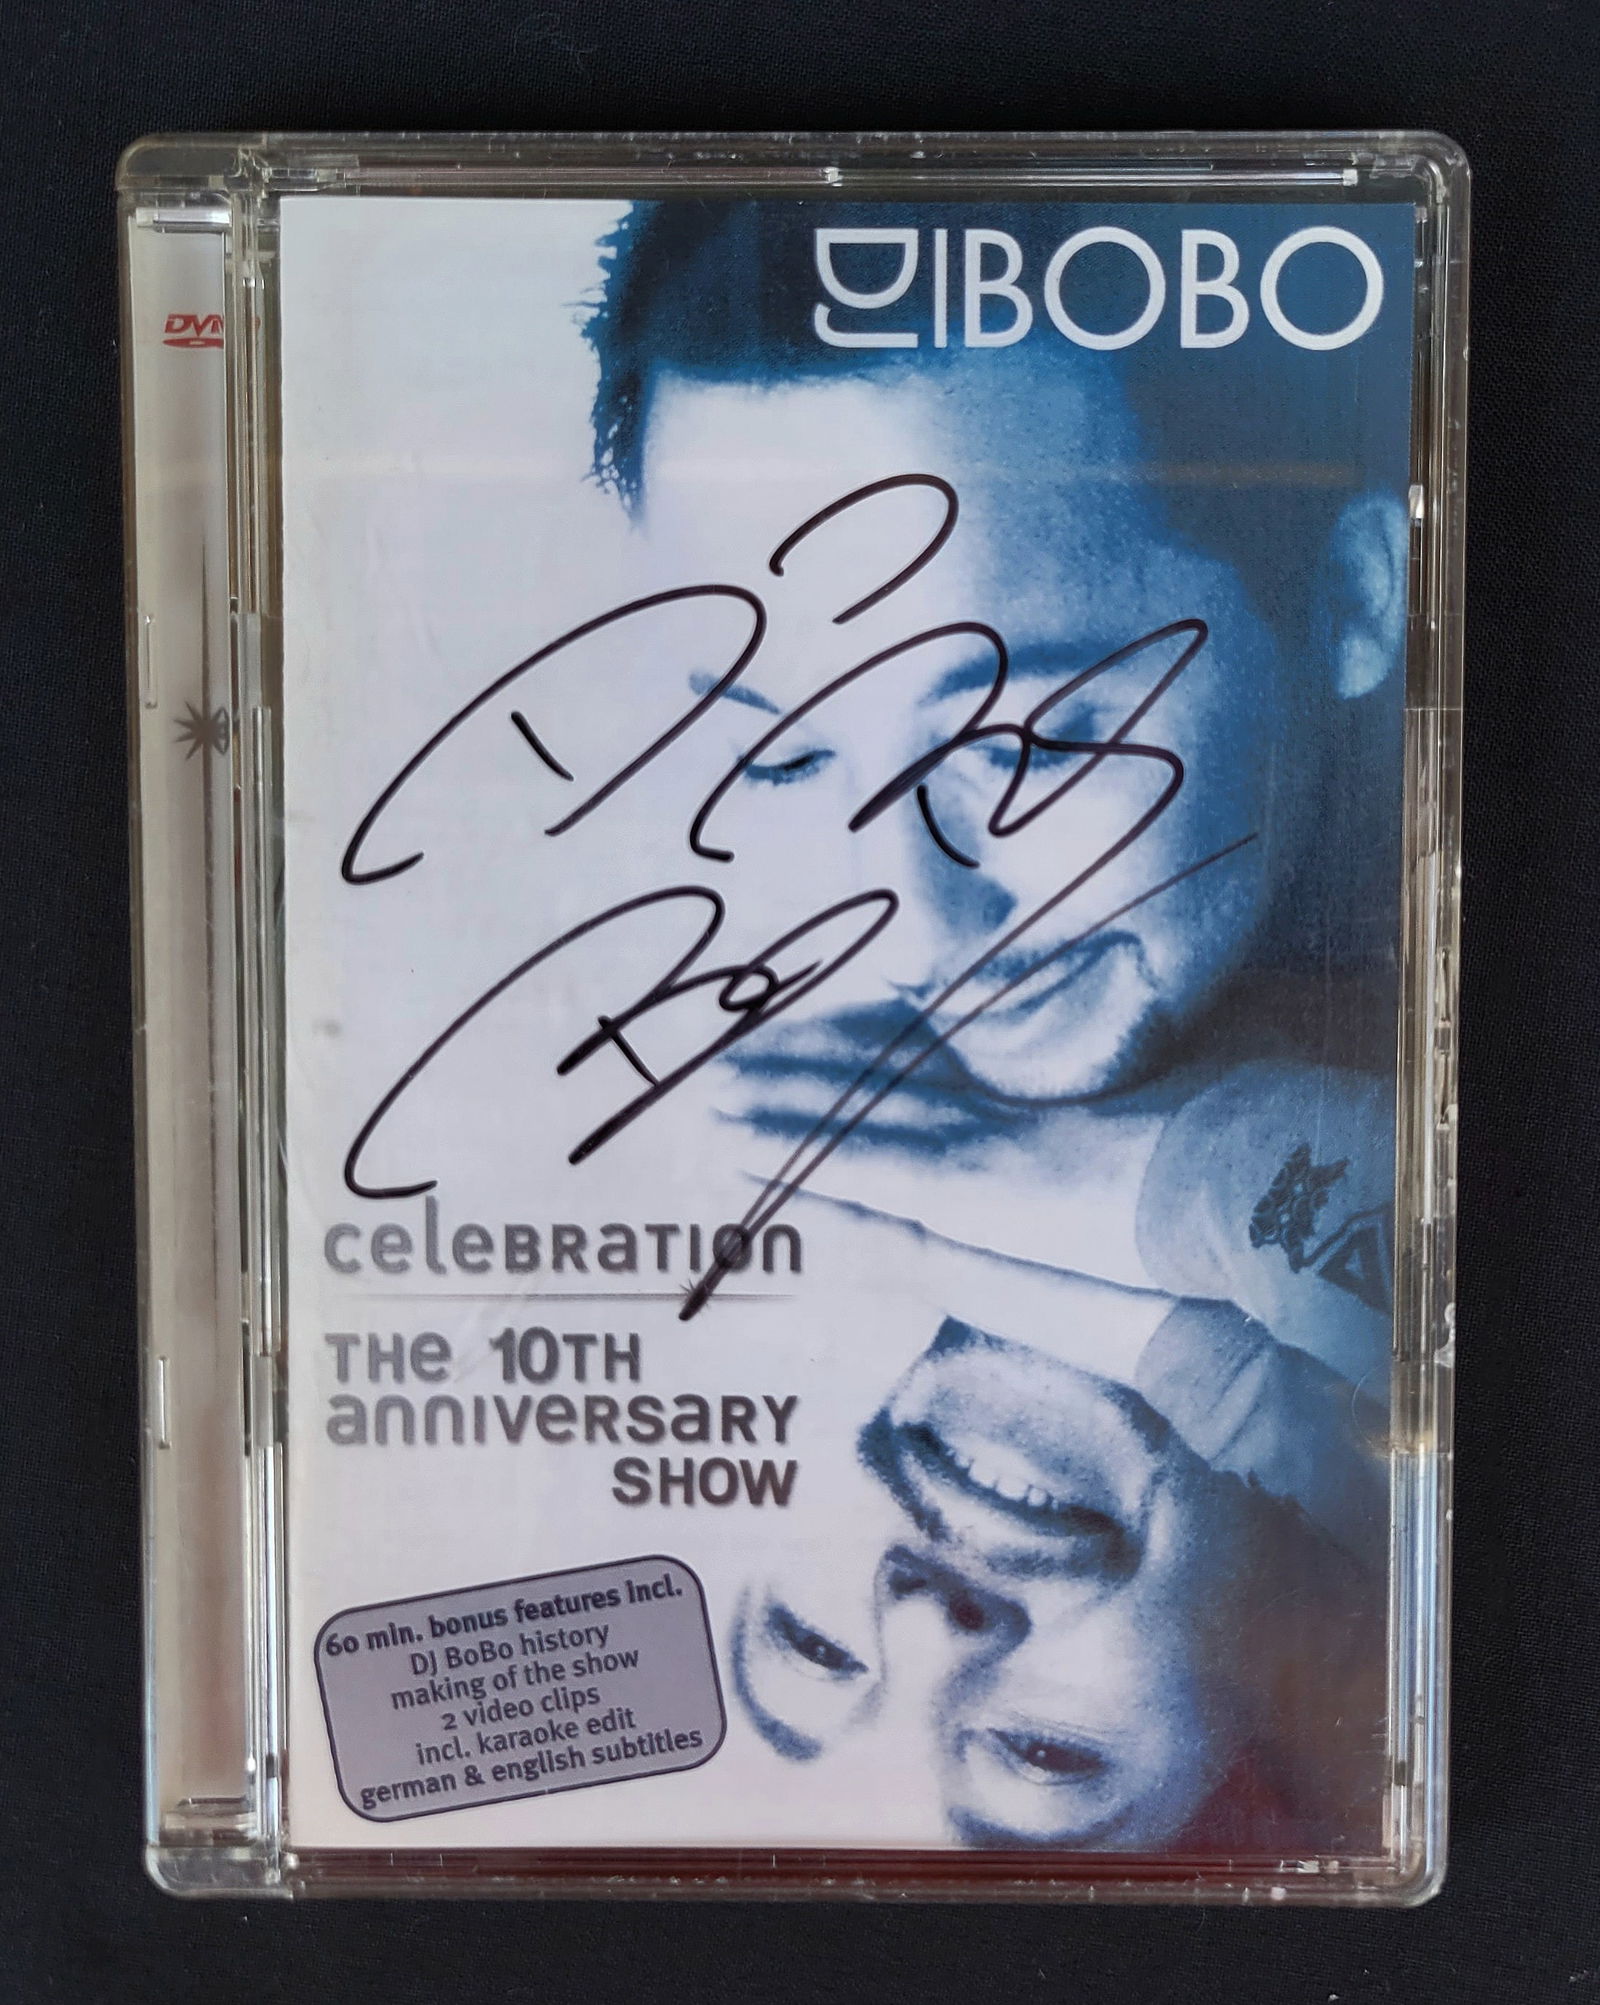 DJ BOBO
DVD
celeBRaTIOn
THe 10TH
annIVeRSaRY
SHOW
60 min. bonus features incl.
DJ BoBo history
making of the show
2 video clips
incl. karaoke edit
german & english subtitles